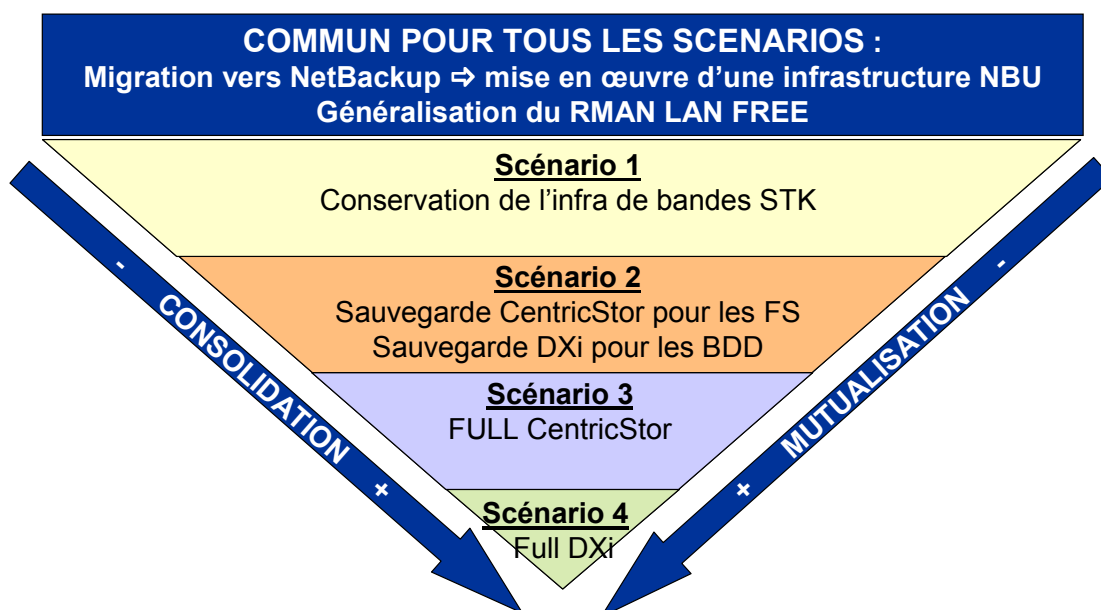 COMMUN POUR TOUS LES SCENARIOS :
Migration vers NetBackup ⇨ mise en œuvre d'une infrastructure NBU
Généralisation du RMAN LAN FREE
Scénario 1
Conservation de l'infra de bandes STK
Scénario 2
Sauvegarde CentricStor pour les FS
Sauvegarde DXi pour les BDD
Scénario 3
FULL CentricStor
Scénario 4
Full DXi
- CONSOLIDATION +
- MUTUALISATION +